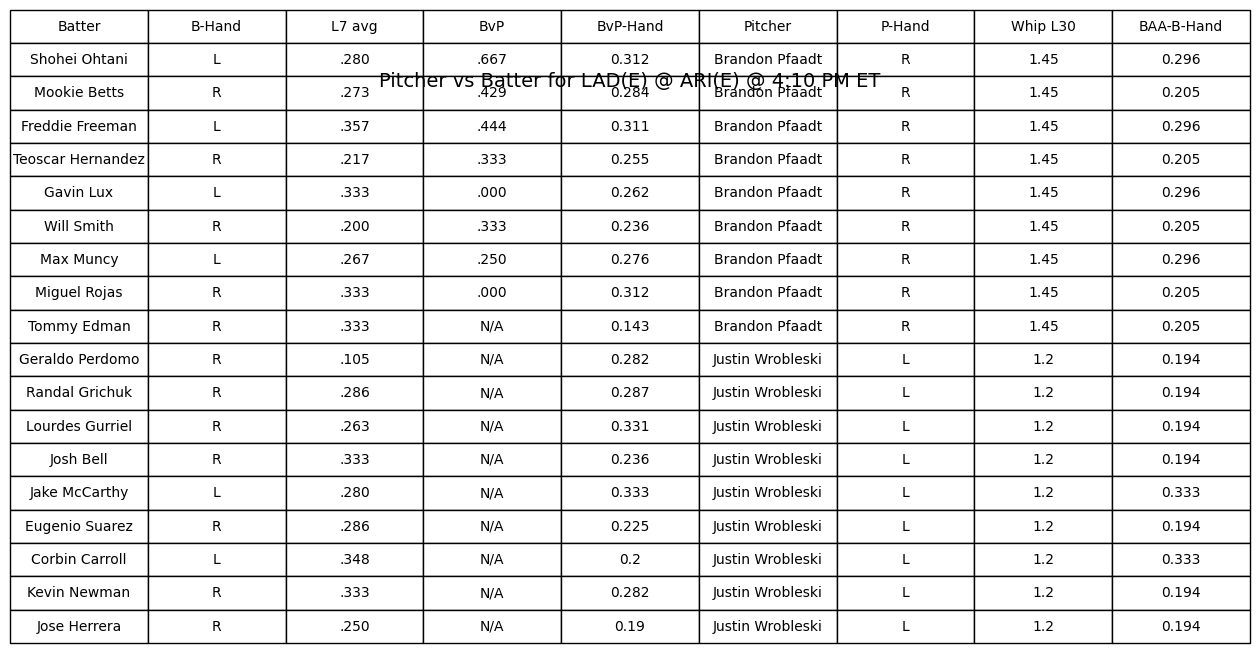 Batter B-Hand L7 avg BvP BvP-Hand Pitcher P-Hand Whip L30 BAA-B-Hand
Shohei Ohtani L .280 .667 0.312 Brandon Pfaadt R 1.45 0.296
Pitcher vs Batter for LAD(E) @ ARI(E) @ 4:10 PM ET
Mookie Betts R .273 .429 0.284 Brandon Pfaadt R 1.45 0.205
Freddie Freeman L .357 .444 0.311 Brandon Pfaadt R 1.45 0.296
Teoscar Hernandez R .217 .333 0.255 Brandon Pfaadt R 1.45 0.205
Gavin Lux L .333 .000 0.262 Brandon Pfaadt R 1.45 0.296
Will Smith R .200 .333 0.236 Brandon Pfaadt R 1.45 0.205
Max Muncy L .267 .250 0.276 Brandon Pfaadt R 1.45 0.296
Miguel Rojas R .333 .000 0.312 Brandon Pfaadt R 1.45 0.205
Tommy Edman R .333 N/A 0.143 Brandon Pfaadt R 1.45 0.205
Geraldo Perdomo R .105 N/A 0.282 Justin Wrobleski L 1.2 0.194
Randal Grichuk R .286 N/A 0.287 Justin Wrobleski L 1.2 0.194
Lourdes Gurriel R .263 N/A 0.331 Justin Wrobleski L 1.2 0.194
Josh Bell R .333 N/A 0.236 Justin Wrobleski L 1.2 0.194
Jake McCarthy L .280 N/A 0.333 Justin Wrobleski L 1.2 0.333
Eugenio Suarez R .286 N/A 0.225 Justin Wrobleski L 1.2 0.194
Corbin Carroll L .348 N/A 0.2 Justin Wrobleski L 1.2 0.333
Kevin Newman R .333 N/A 0.282 Justin Wrobleski L 1.2 0.194
Jose Herrera R .250 N/A 0.19 Justin Wrobleski L 1.2 0.194